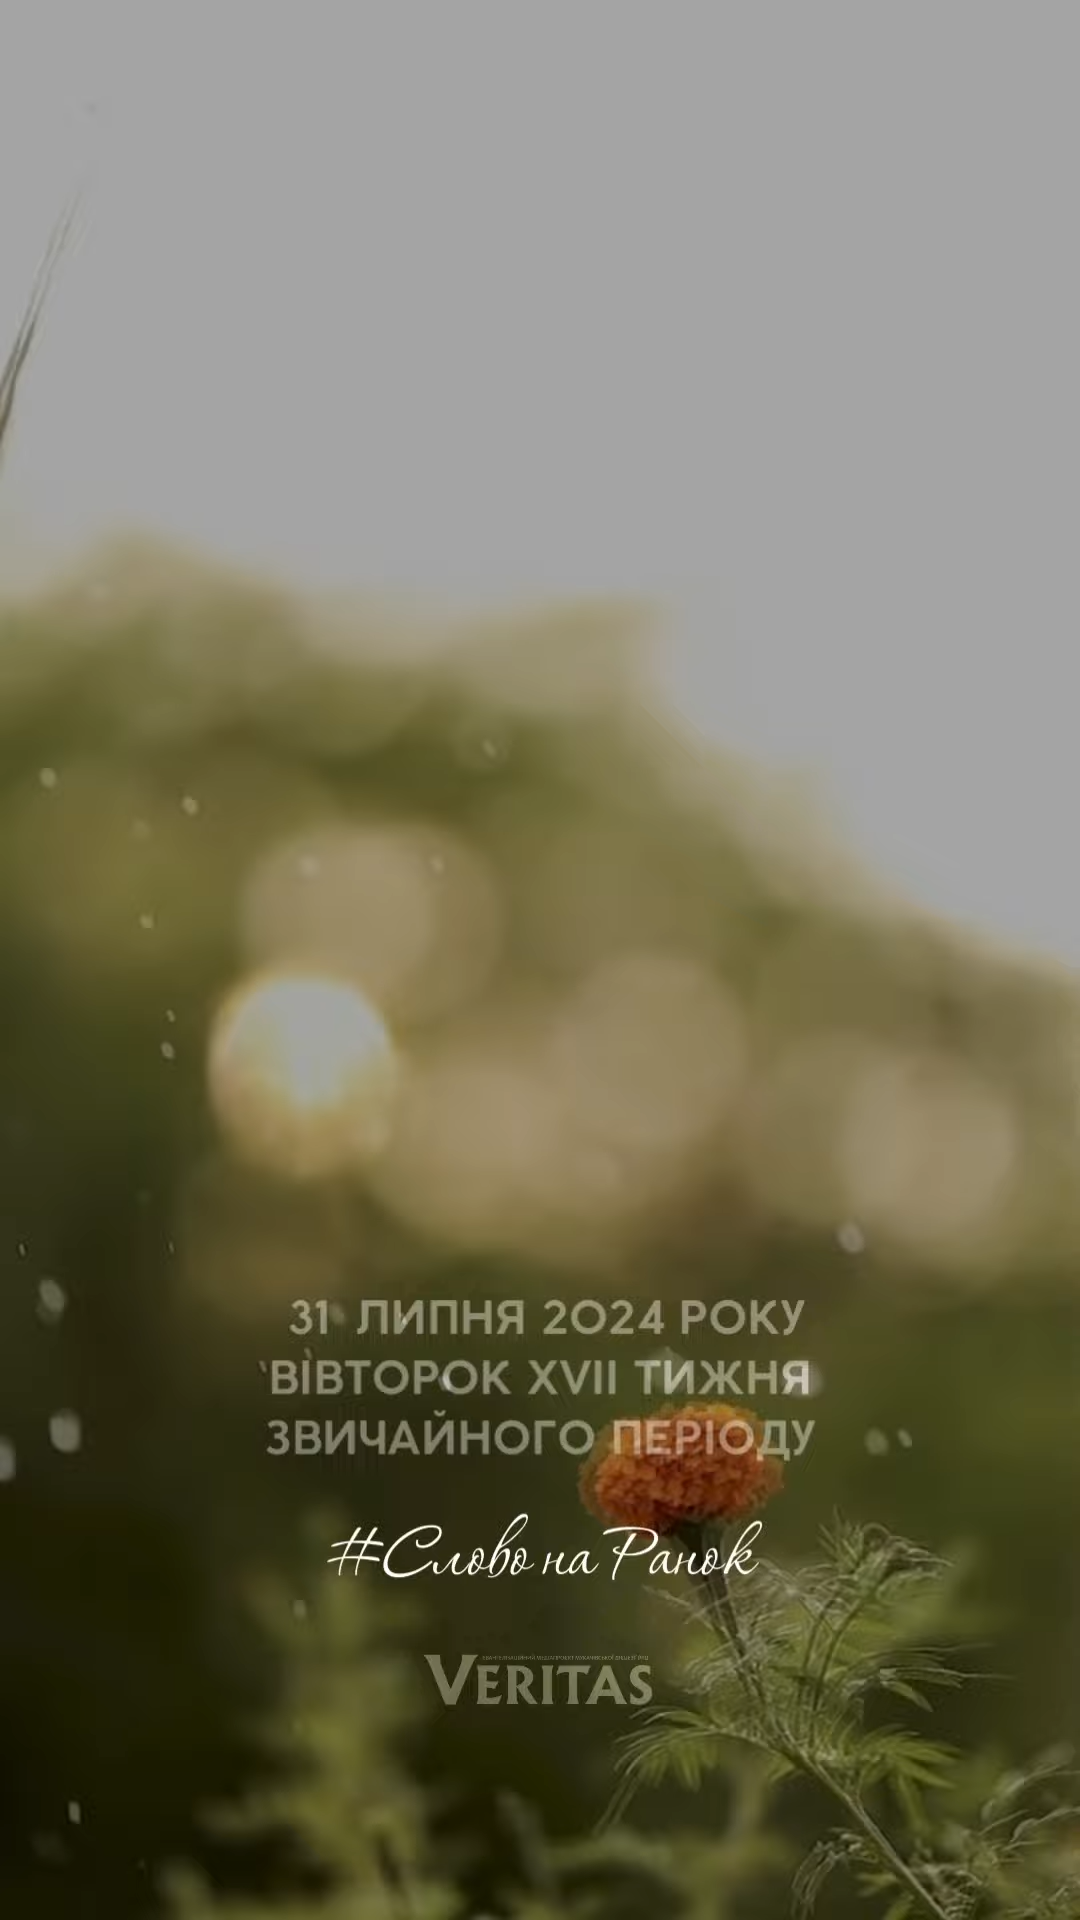 31 ЛИПНЯ 2024 РОКУ
ВІВТОРОК XVII ТИЖНЯ
ЗВИЧАЙНОГО ПЕРІОДУ
#Слово на Ранок
VERITAS